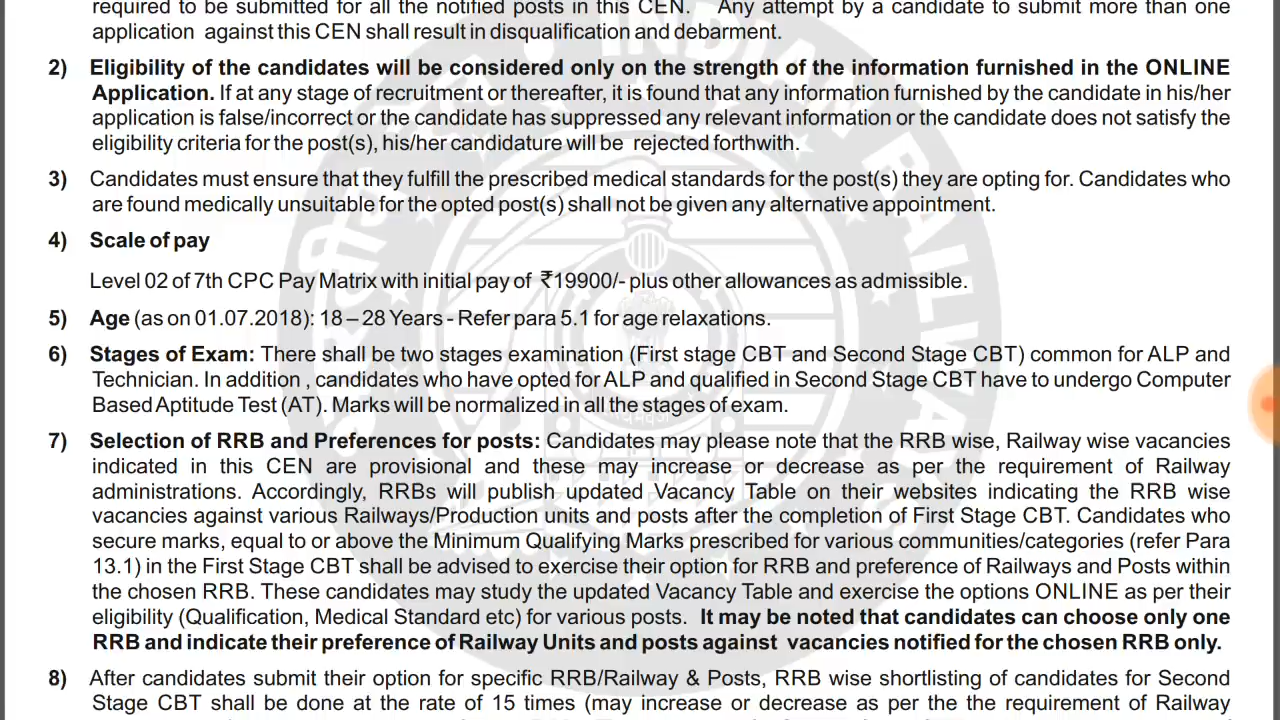 required to be submitted for all the notified posts in this CEN. Any attempt by a candidate to submit more than one
application against this CEN shall result in disqualification and debarment.
2) Eligibility of the candidates will be considered only on the strength of the information furnished in the ONLINE
Application. If at any stage of recruitment or thereafter, it is found that any information furnished by the candidate in his/her
application is false/incorrect or the candidate has suppressed any relevant information or the candidate does not satisfy the
eligibility criteria for the post(s), his/her candidature will be rejected forthwith.
3) Candidates must ensure that they fulfill the prescribed medical standards for the post(s) they are opting for. Candidates who
are found medically unsuitable for the opted post(s) shall not be given any alternative appointment.
4) Scale of pay
Level 02 of 7th CPC Pay Matrix with initial pay of ₹19900/- plus other allowances as admissible.
5) Age (as on 01.07.2018): 18 – 28 Years - Refer para 5.1 for age relaxations.
6) Stages of Exam: There shall be two stages examination (First stage CBT and Second Stage CBT) common for ALP and
Technician. In addition , candidates who have opted for ALP and qualified in Second Stage CBT have to undergo Computer
Based Aptitude Test (AT). Marks will be normalized in all the stages of exam.
7) Selection of RRB and Preferences for posts: Candidates may please note that the RRB wise, Railway wise vacancies
indicated in this CEN are provisional and these may increase or decrease as per the requirement of Railway
administrations. Accordingly, RRBs will publish updated Vacancy Table on their websites indicating the RRB wise
vacancies against various Railways/Production units and posts after the completion of First Stage CBT. Candidates who
secure marks, equal to or above the Minimum Qualifying Marks prescribed for various communities/categories (refer Para
13.1) in the First Stage CBT shall be advised to exercise their option for RRB and preference of Railways and Posts within
the chosen RRB. These candidates may study the updated Vacancy Table and exercise the options ONLINE as per their
eligibility (Qualification, Medical Standard etc) for various posts. It may be noted that candidates can choose only one
RRB and indicate their preference of Railway Units and posts against vacancies notified for the chosen RRB only.
8) After candidates submit their option for specific RRB/Railway & Posts, RRB wise shortlisting of candidates for Second
Stage CBT shall be done at the rate of 15 times (may increase or decrease as per the the requirement of Railway
INDIAN RAILWAYS